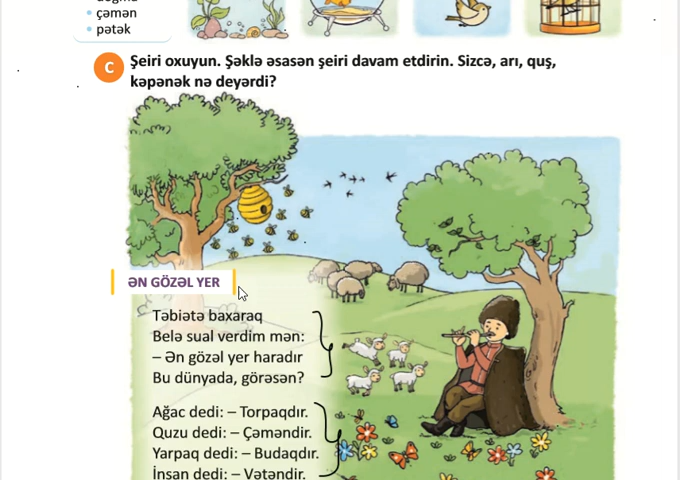 çəmən
pətək
C
Şeiri oxuyun. Şəklə əsasən şeiri davam etdirin. Sizcə, arı, quş,
kəpənək nə deyərdi?
ƏN GÖZƏL YER
Təbiətə baxaraq
Belə sual verdim mən:
– Ən gözəl yer haradır
Bu dünyada, görəsən?
Ağac dedi: – Torpaqdır.
Quzu dedi: – Çəməndir.
Yarpaq dedi: – Budaqdır.
İnsan dedi: – Vətəndir.